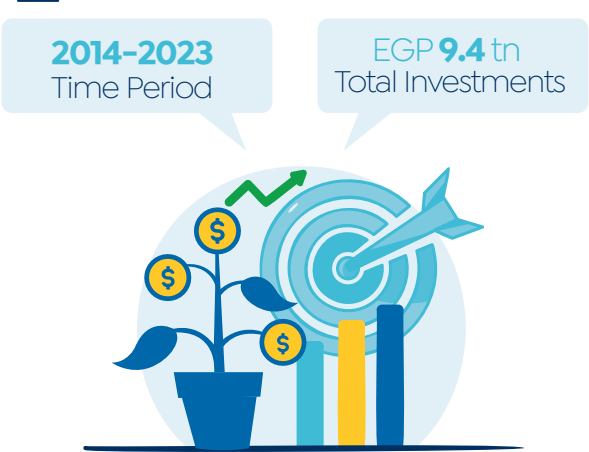 2014-2023
Time Period
EGP 9.4 tn
Total Investments
$
$
$